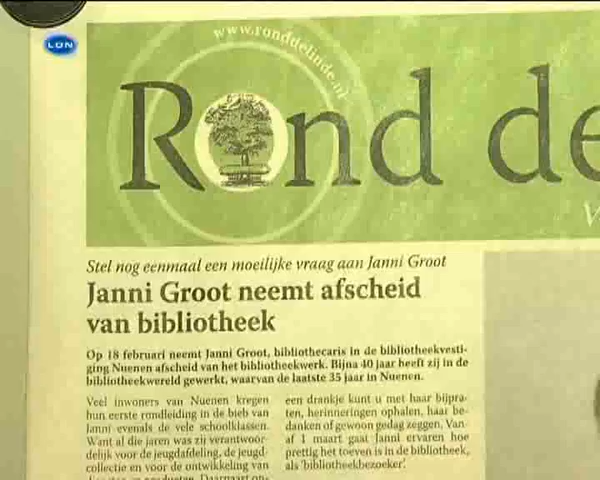 LON
www.ronddelinde.nl
Rond de
V
Stel nog eenmaal een moeilijke vraag aan Janni Groot
Janni Groot neemt afscheid
van bibliotheek
Op 18 februari neemt Janni Groot, bibliothecaris in de bibliotheekvesti-
ging Nuenen afscheid van het bibliotheekwerk. Bijna 40 jaar heeft zij in de
bibliotheekwereld gewerkt, waarvan de laatste 35 jaar in Nuenen.
Veel inwoners van Nuenen kregen
hun eerste rondleiding in de bieb van
Janni evenals de vele schoolklassen.
Want al die jaren was zij verantwoor-
delijk voor de jeugdafdeling, de jeugd-
collectie en voor de ontwikkeling van
een drankje kunt u met haar bijpra-
ten, herinneringen ophalen, haar be-
danken of gewoon gedag zeggen. Van-
af 1 maart gaat Janni ervaren hoe
prettig het toeven is in de bibliotheek,
als 'bibliotheekbezoeker'.